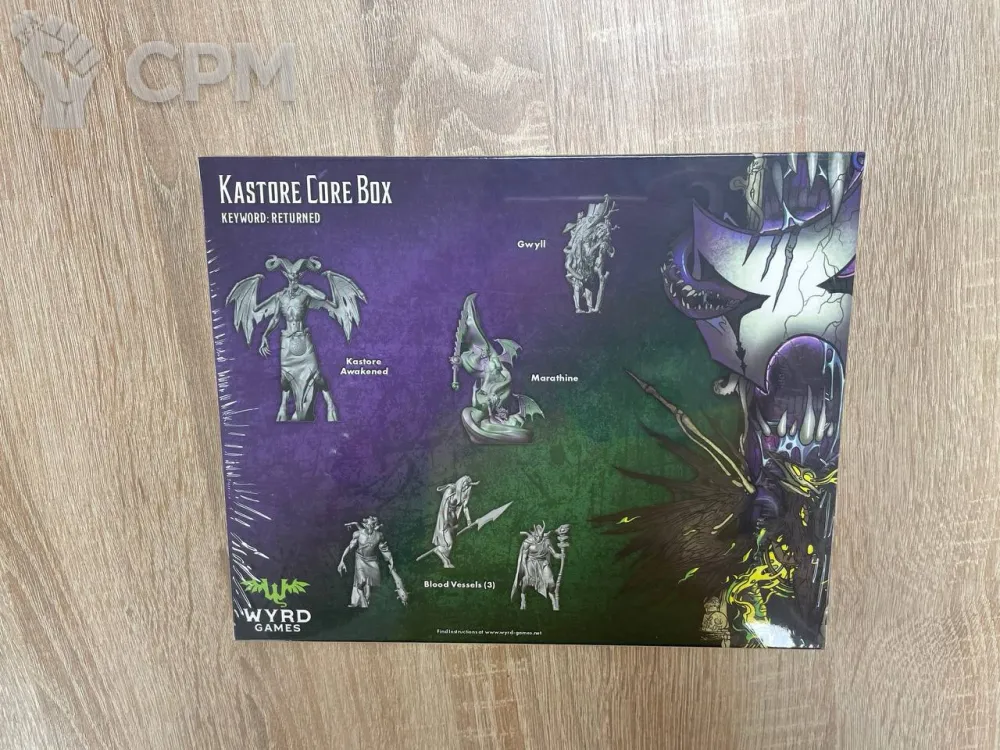 CPM
KASTORE CORE BOX
KEYWORD: RETURNED
Gwyll
Kastore
Awakened
Marathine
Blood Vessels (3)
WYRD
GAMES
Find instructions at www.wyrd-games.net